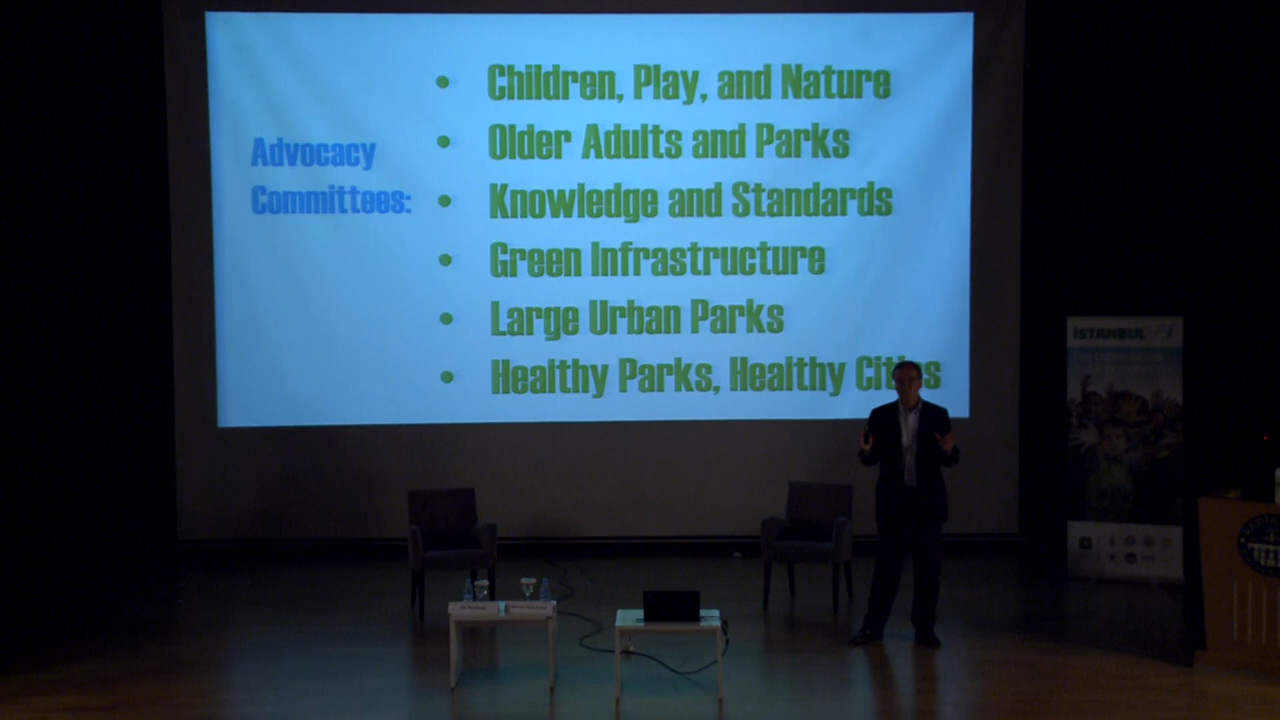 Advocacy
Committees:
• Children, Play, and Nature
• Older Adults and Parks
• Knowledge and Standards
• Green Infrastructure
• Large Urban Parks
• Healthy Parks, Healthy Cities
İSTANBUL